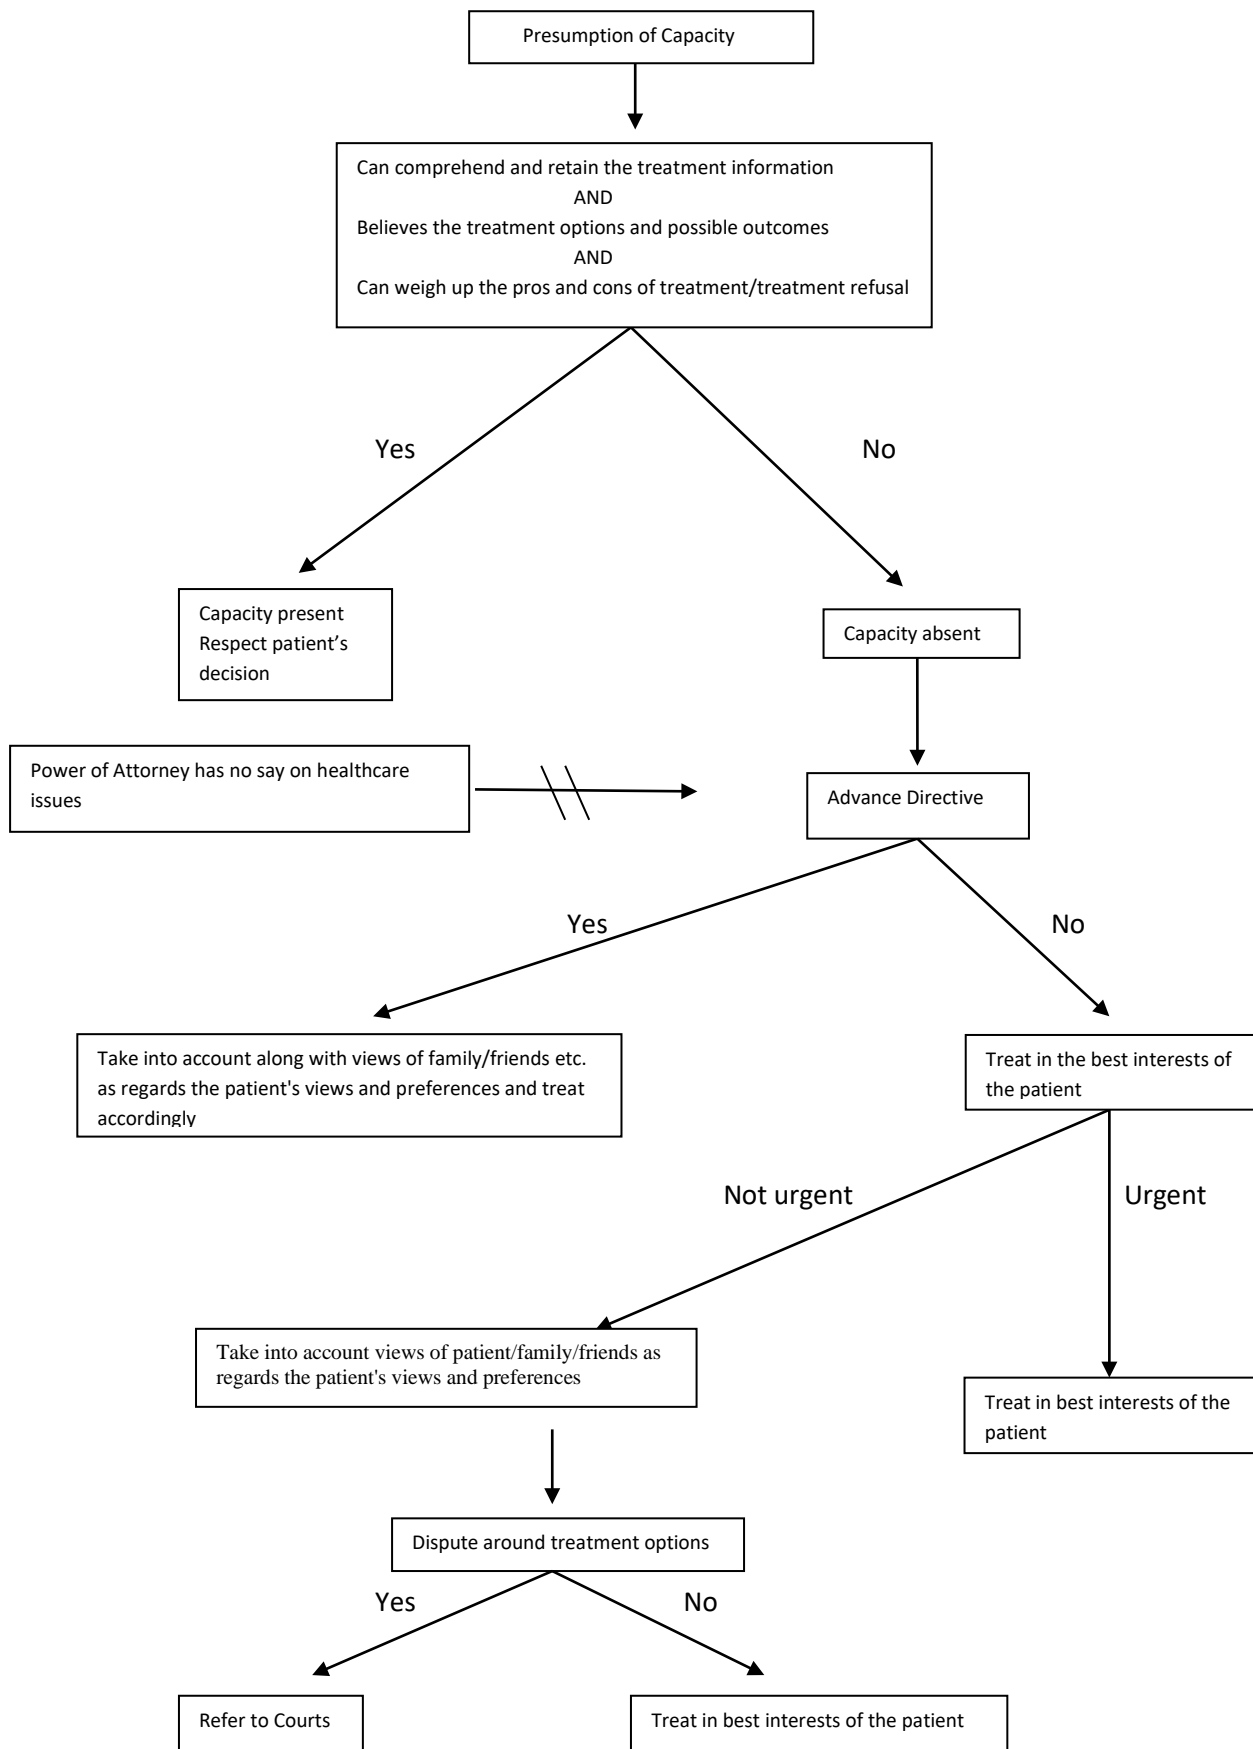 Presumption of Capacity
Can comprehend and retain the treatment information
AND
Believes the treatment options and possible outcomes
AND
Can weigh up the pros and cons of treatment/treatment refusal
Yes
No
Capacity present
Respect patient’s
decision
Capacity absent
Power of Attorney has no say on healthcare
issues
Advance Directive
Yes
No
Take into account along with views of family/friends etc.
as regards the patient's views and preferences and treat
accordingly
Treat in the best interests of
the patient
Not urgent
Urgent
Take into account views of patient/family/friends as
regards the patient's views and preferences
Treat in best interests of the
patient
Dispute around treatment options
Yes
No
Refer to Courts
Treat in best interests of the patient